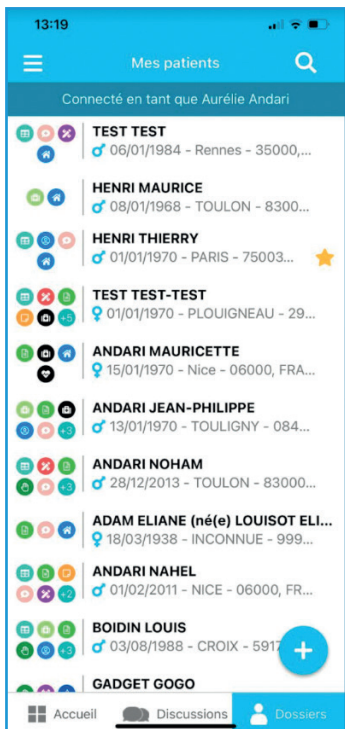 13:19
Mes patients
Connecté en tant que Aurélie Andari
TEST TEST
06/01/1984 - Rennes - 35000,...
HENRI MAURICE
08/01/1968 - TOULON - 8300...
HENRI THIERRY
01/01/1970 - PARIS - 75003...
TEST TEST-TEST
01/01/1970 - PLOUIGNEAU - 29...
+5
ANDARI MAURICETTE
15/01/1970 - Nice - 06000, FRA...
ANDARI JEAN-PHILIPPE
13/01/1970 - TOULIGNY - 084...
+3
ANDARI NOHAM
28/12/2013 - TOULON - 83000...
+3
ADAM ELIANE (né(e) LOUISOT ELI...
18/03/1938 - INCONNUE - 999...
ANDARI NAHEL
01/02/2011 - NICE - 06000, FR...
+2
BOIDIN LOUIS
03/08/1988 - CROIX - 5917
+3
GADGET GOGO
Accueil
Discussions
Dossiers